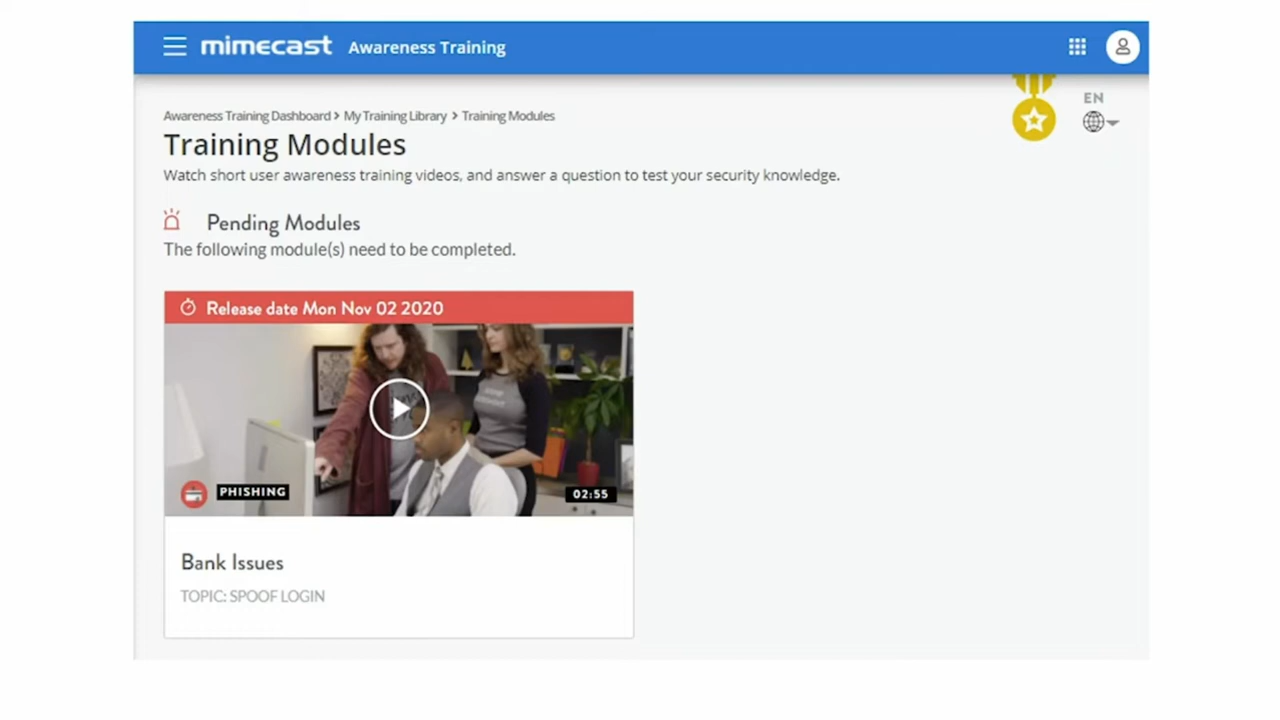 mimecast Awareness Training
EN
Awareness Training Dashboard > My Training Library > Training Modules
Training Modules
Watch short user awareness training videos, and answer a question to test your security knowledge.
Pending Modules
The following module(s) need to be completed.
Release date Mon Nov 02 2020
PHISHING
02:55
Bank Issues
TOPIC: SPOOF LOGIN